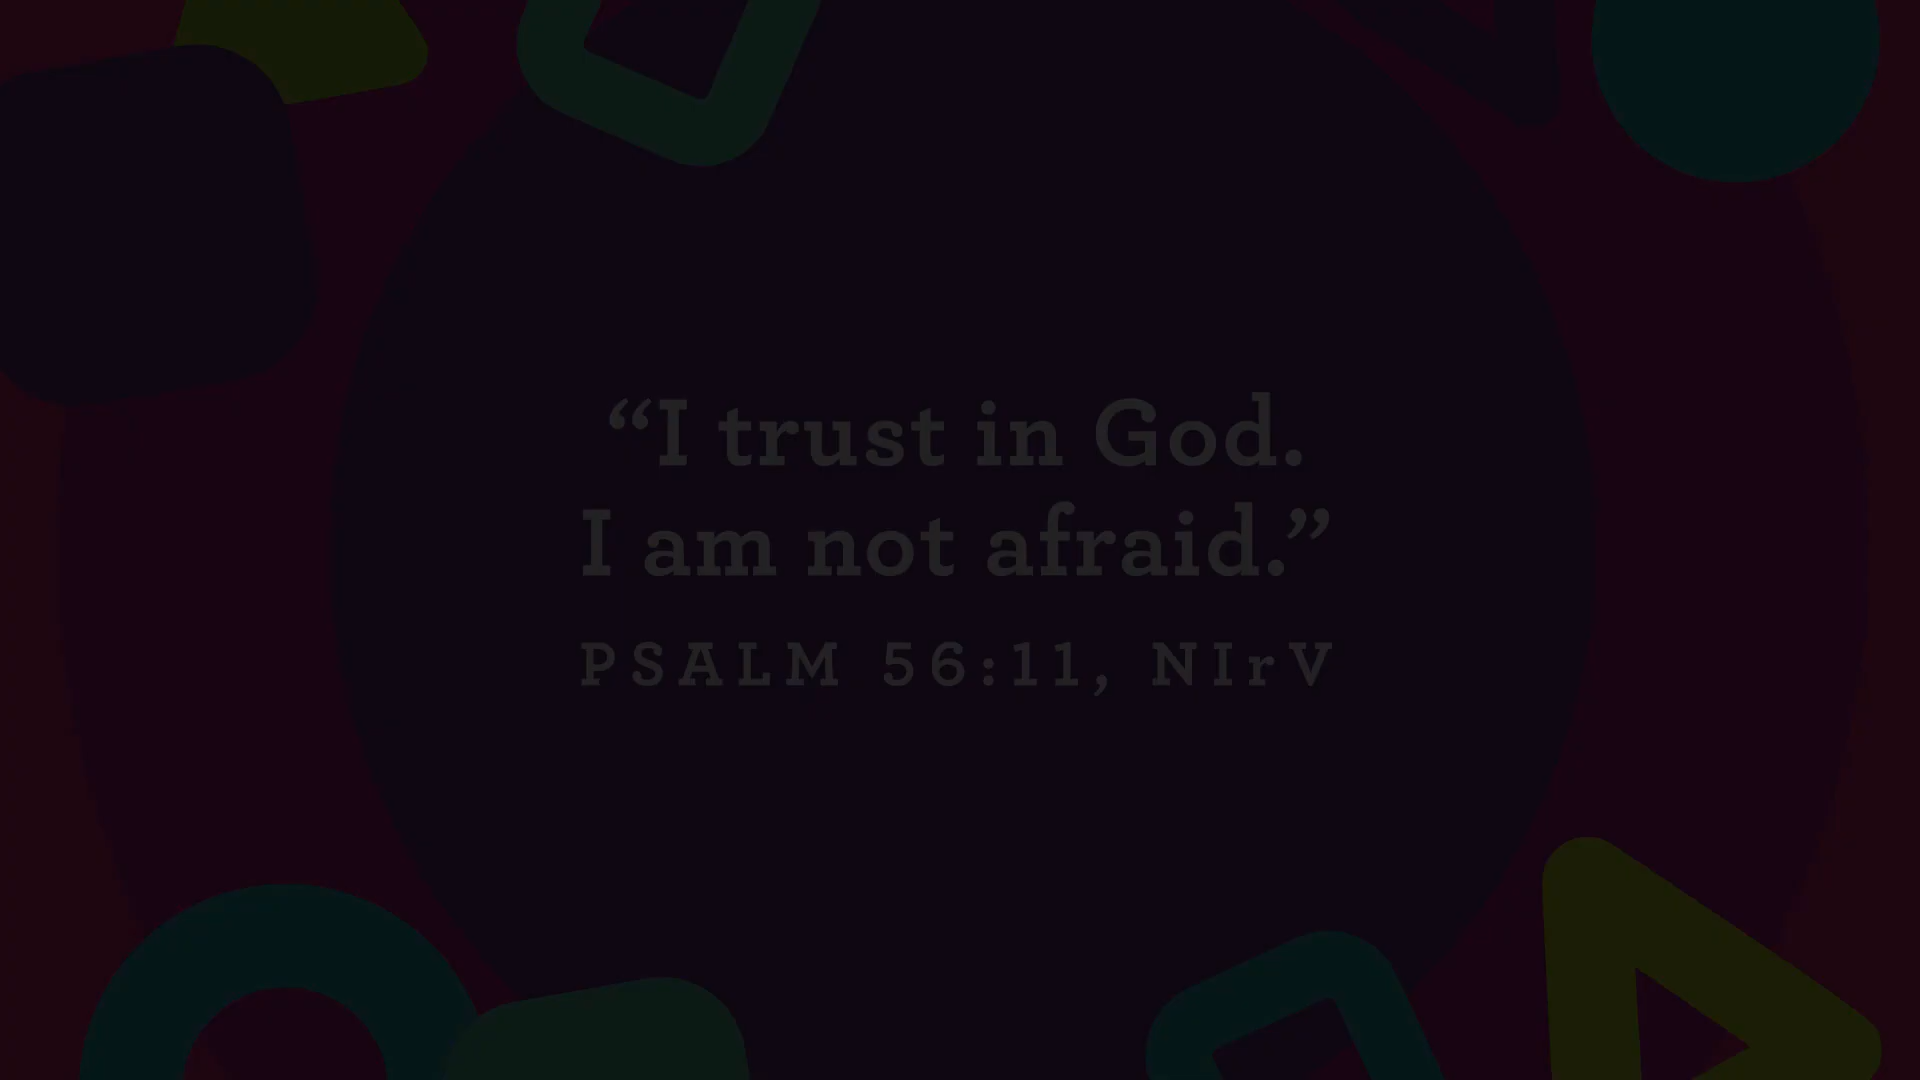 “I trust in God.
I am not afraid.”
PSALM 56:11, NIrV